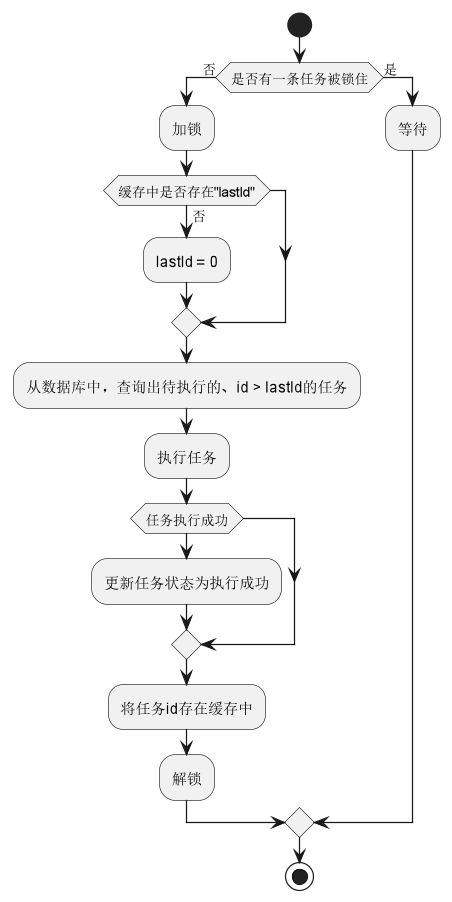 是否有一条任务被锁住
否
是
加锁
等待
缓存中是否存在"lastId"
否
lastId = 0
从数据库中，查询出待执行的、id > lastId的任务
执行任务
任务执行成功
更新任务状态为执行成功
将任务id存在缓存中
解锁